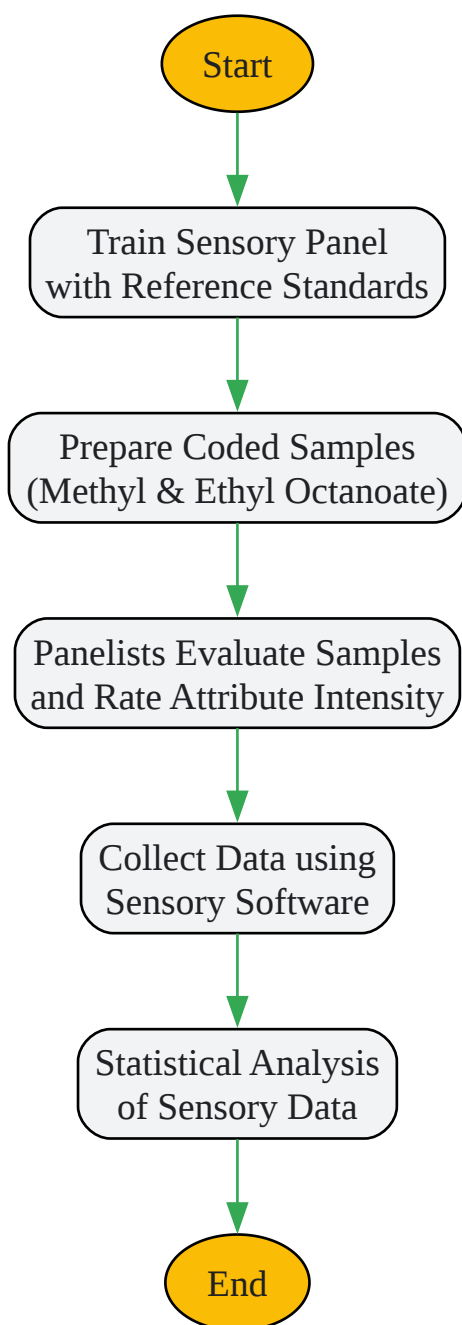 Start
Train Sensory Panel
with Reference Standards
Prepare Coded Samples
(Methyl & Ethyl Octanoate)
Panelists Evaluate Samples
and Rate Attribute Intensity
Collect Data using
Sensory Software
Statistical Analysis
of Sensory Data
End